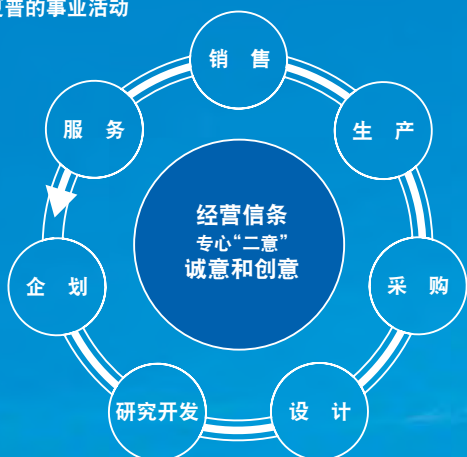 普的事业活动
销售
服务
生产
经营信条
专心“二意”
诚意和创意
企划
采购
研究开发
设计